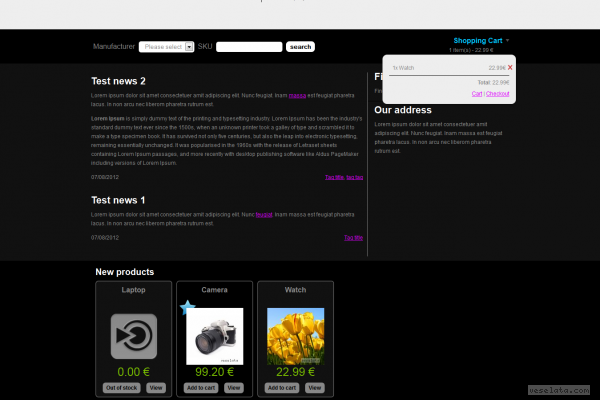 Manufacturer
Please select
SKU
search
Shopping Cart
1 item(s) - 22.99 €
1x Watch
22.99€
X
Total: 22.99€
Cart | Checkout
Test news 2
Lorem ipsum dolor sit amet consectetuer amit adipiscing elit. Nunc feugiat. Inam massa est feugiat pharetra
lacus. In non arcu nec liberom pharetra rutrum est.
Lorem Ipsum is simply dummy text of the printing and typesetting industry. Lorem Ipsum has been the industry's
standard dummy text ever since the 1500s, when an unknown printer took a galley of type and scrambled it to
make a type specimen book. It has survived not only five centuries, but also the leap into electronic typesetting,
remaining essentially unchanged. It was popularised in the 1960s with the release of Letraset sheets
containing Lorem Ipsum passages, and more recently with desktop publishing software like Aldus PageMaker
including versions of Lorem Ipsum.
07/08/2012
Tag title, tag two
Test news 1
Lorem ipsum dolor sit amet consectetuer amit adipiscing elit. Nunc feugiat. Inam massa est feugiat pharetra
lacus. In non arcu nec liberom pharetra rutrum est.
07/08/2012
Tag title
Our address
Lorem ipsum dolor sit amet consectetuer amit
adipiscing elit. Nunc feugiat. Inam massa est feugiat
pharetra lacus. In non arcu nec liberom pharetra
rutrum est.
New products
Laptop
Camera
Watch
veselata.com
0.00 €
99.20 €
22.99 €
Out of stock
View
Add to cart
View
Add to cart
View
veselata.com